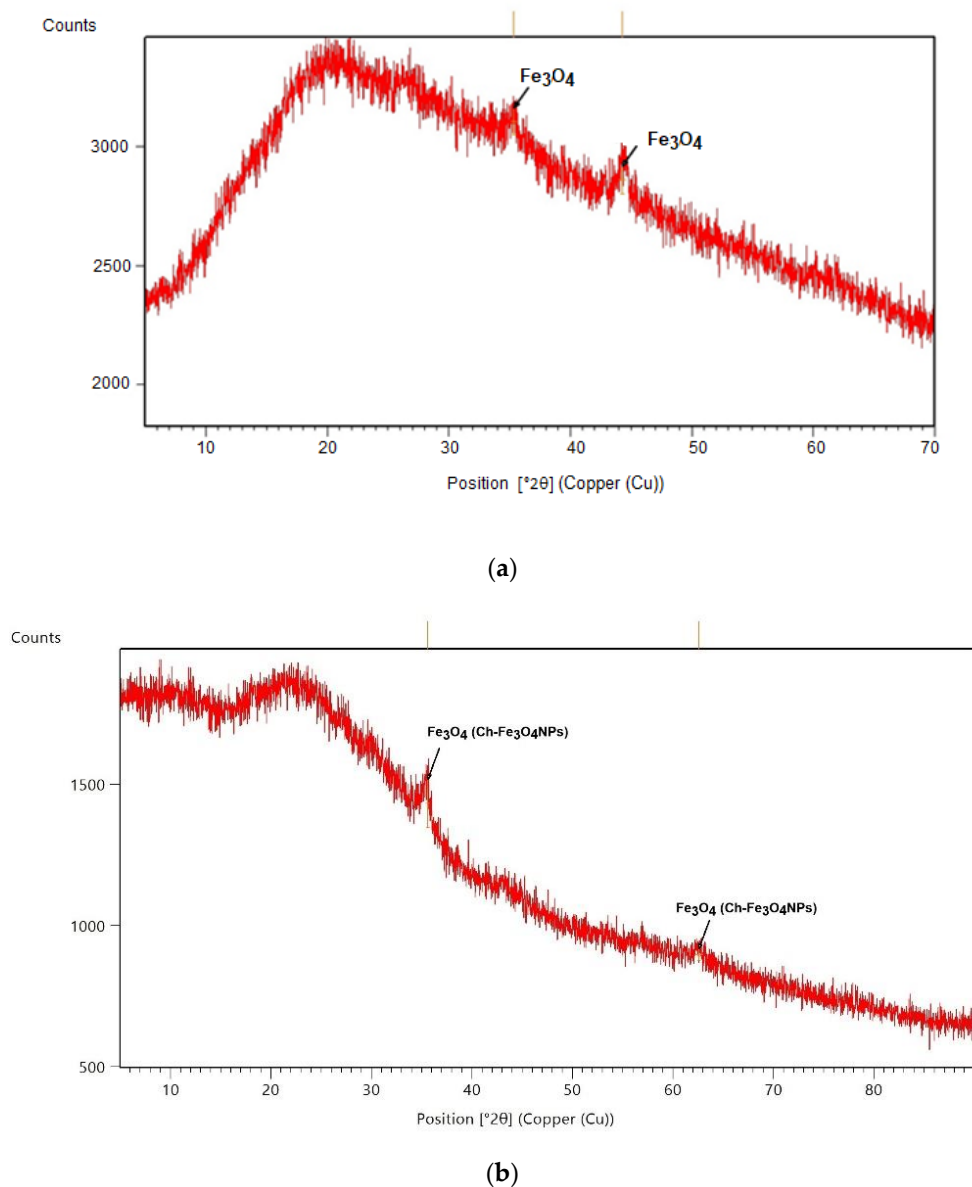 Counts
Fe3O4
Fe3O4
3000
2500
2000
10 20 30 40 50 60 70
Position [°2θ] (Copper (Cu))
(a)
Counts
Fe3O4 (Ch-Fe3O4NPs)
1500
Fe3O4 (Ch-Fe3O4NPs)
1000
500
10 20 30 40 50 60 70 80
Position [°2θ] (Copper (Cu))
(b)